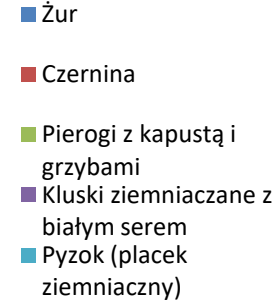 Żur
Czernina
Pierogi z kapustą i
grzybami
Kluski ziemniaczane z
białym serem
Pyzok (placek
ziemniaczny)